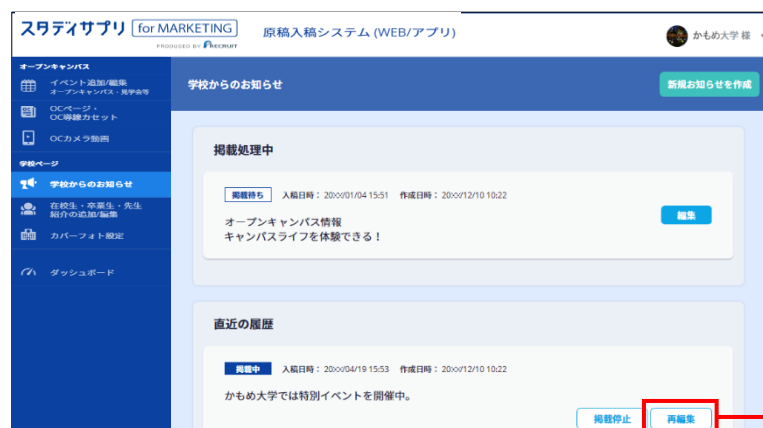 スタディサプリ for MARKETING
PRODUCED BY RECRUIT
原稿入稿システム (WEB/アプリ)
かもめ大学 様
オープンキャンパス
イベント追加/編集
オープンキャンパス・見学会等
OCページ・
OC導線カセット
OCカメラ動画
学校ページ
学校からのお知らせ
在校生・卒業生・先生
紹介の追加/編集
カバーフォト設定
ダッシュボード
学校からのお知らせ
新規お知らせを作成
掲載処理中
掲載待ち 入稿日時： 20××/01/04 15:51 作成日時： 20××/12/10 10:22
オープンキャンパス情報
キャンパスライフを体験できる！
編集
直近の履歴
掲載中 入稿日時： 20××/04/19 15:53 作成日時： 20××/12/10 10:22
かもめ大学では特別イベントを開催中。
掲載停止 再編集